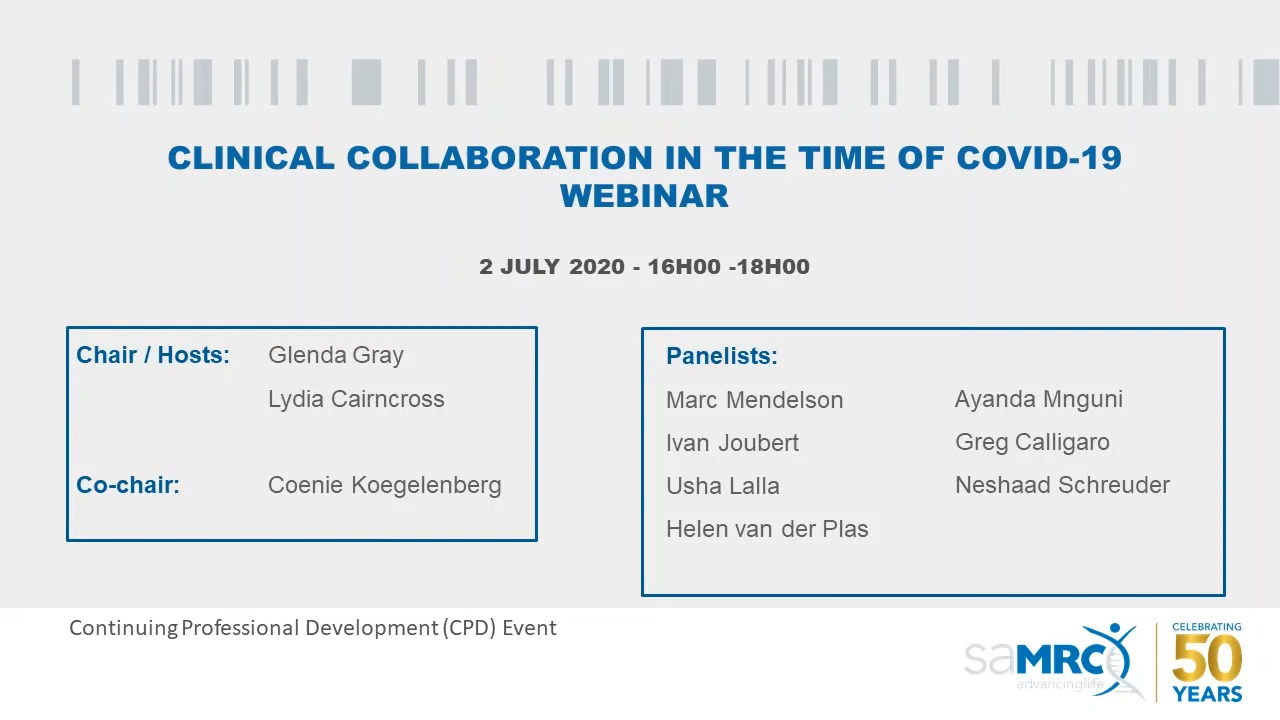 CLINICAL COLLABORATION IN THE TIME OF COVID-19
WEBINAR
2 JULY 2020 - 16H00 -18H00
Chair / Hosts: Glenda Gray
Lydia Cairncross
Co-chair: Coenie Koegelenberg
Panelists:
Marc Mendelson Ayanda Mnguni
Ivan Joubert Greg Calligaro
Usha Lalla Neshaad Schreuder
Helen van der Plas
Continuing Professional Development (CPD) Event
saMRC
advancinglife
CELEBRATING
50
YEARS